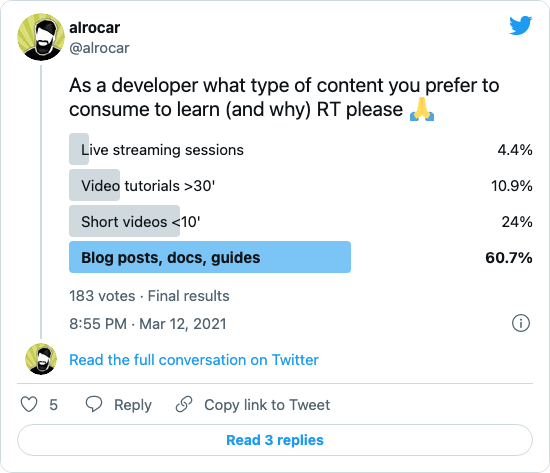 alrocar
@alrocar
As a developer what type of content you prefer to
consume to learn (and why) RT please 🙏
Live streaming sessions 4.4%
Video tutorials >30' 10.9%
Short videos <10' 24%
Blog posts, docs, guides 60.7%
183 votes · Final results
8:55 PM · Mar 12, 2021
Read the full conversation on Twitter
5 Reply Copy link to Tweet
Read 3 replies